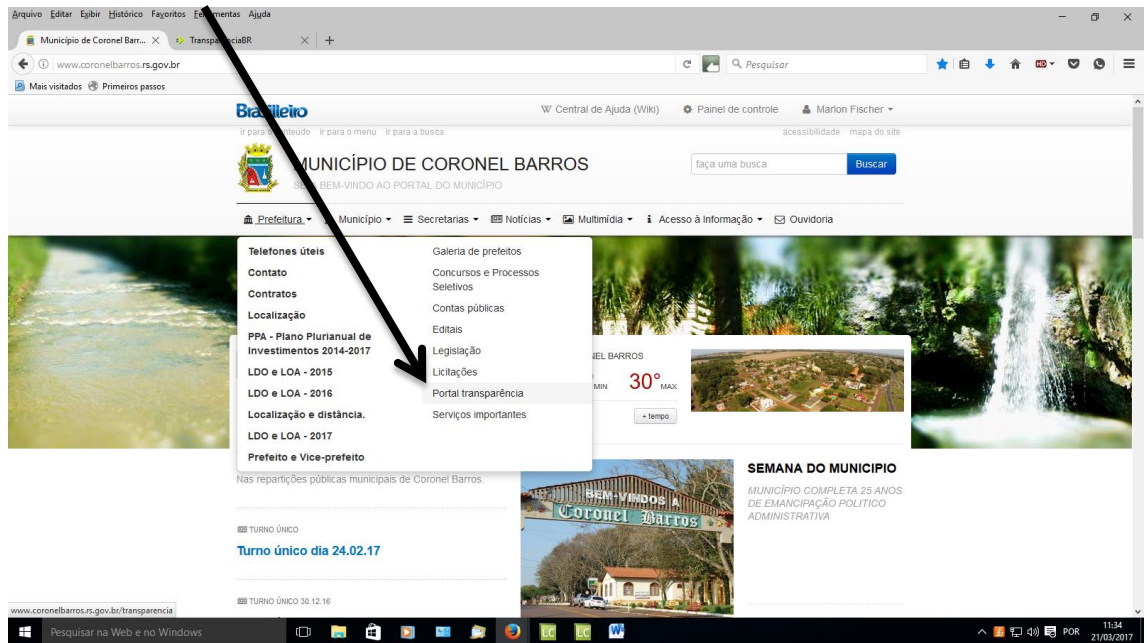 Arquivo Editar Exibir Histórico Favoritos Ferramentas Ajuda
Município de Coronel Barr...
www.coronelbarros.rs.gov.br
Pesquisar
HD
Mais visitados Primeiros passos
Brasileiro
Central de Ajuda (Wiki) Painel de controle Marlon Fischer
ir para o menu ir para a busca
acessibilidade mapa do site
MUNICÍPIO DE CORONEL BARROS
BEM-VINDO AO PORTAL DO MUNICÍPIO
faça uma busca
Buscar
Prefeitura Município Secretarias Notícias Multimídia Acesso à Informação Ouvidoria
Telefones úteis
Contato
Contratos
Localização
PPA - Plano Plurianual de
Investimentos 2014-2017
LDO e LOA - 2015
LDO e LOA - 2016
Localização e distância.
LDO e LOA - 2017
Prefeito e Vice-prefeito
Galeria de prefeitos
Concursos e Processos
Seletivos
Contas públicas
Editais
Legislação
Licitações
Portal transparência
Serviços importantes
BARROS
MIN 30° MAX
+ tempo
Nas repartições públicas municipais de Coronel Barros.
TURNO ÚNICO
Turno único dia 24.02.17
TURNO ÚNICO 30.12.16
BEM-VINDOS A
Coronel Barros
SEMANA DO MUNICIPIO
MUNICÍPIO COMPLETA 25 ANOS
DE EMANCIPAÇÃO POLITICO
ADMINISTRATIVA
www.coronelbarros.rs.gov.br/transparencia
Pesquisar na Web e no Windows
LC LC W
POR
11:34
21/03/2017